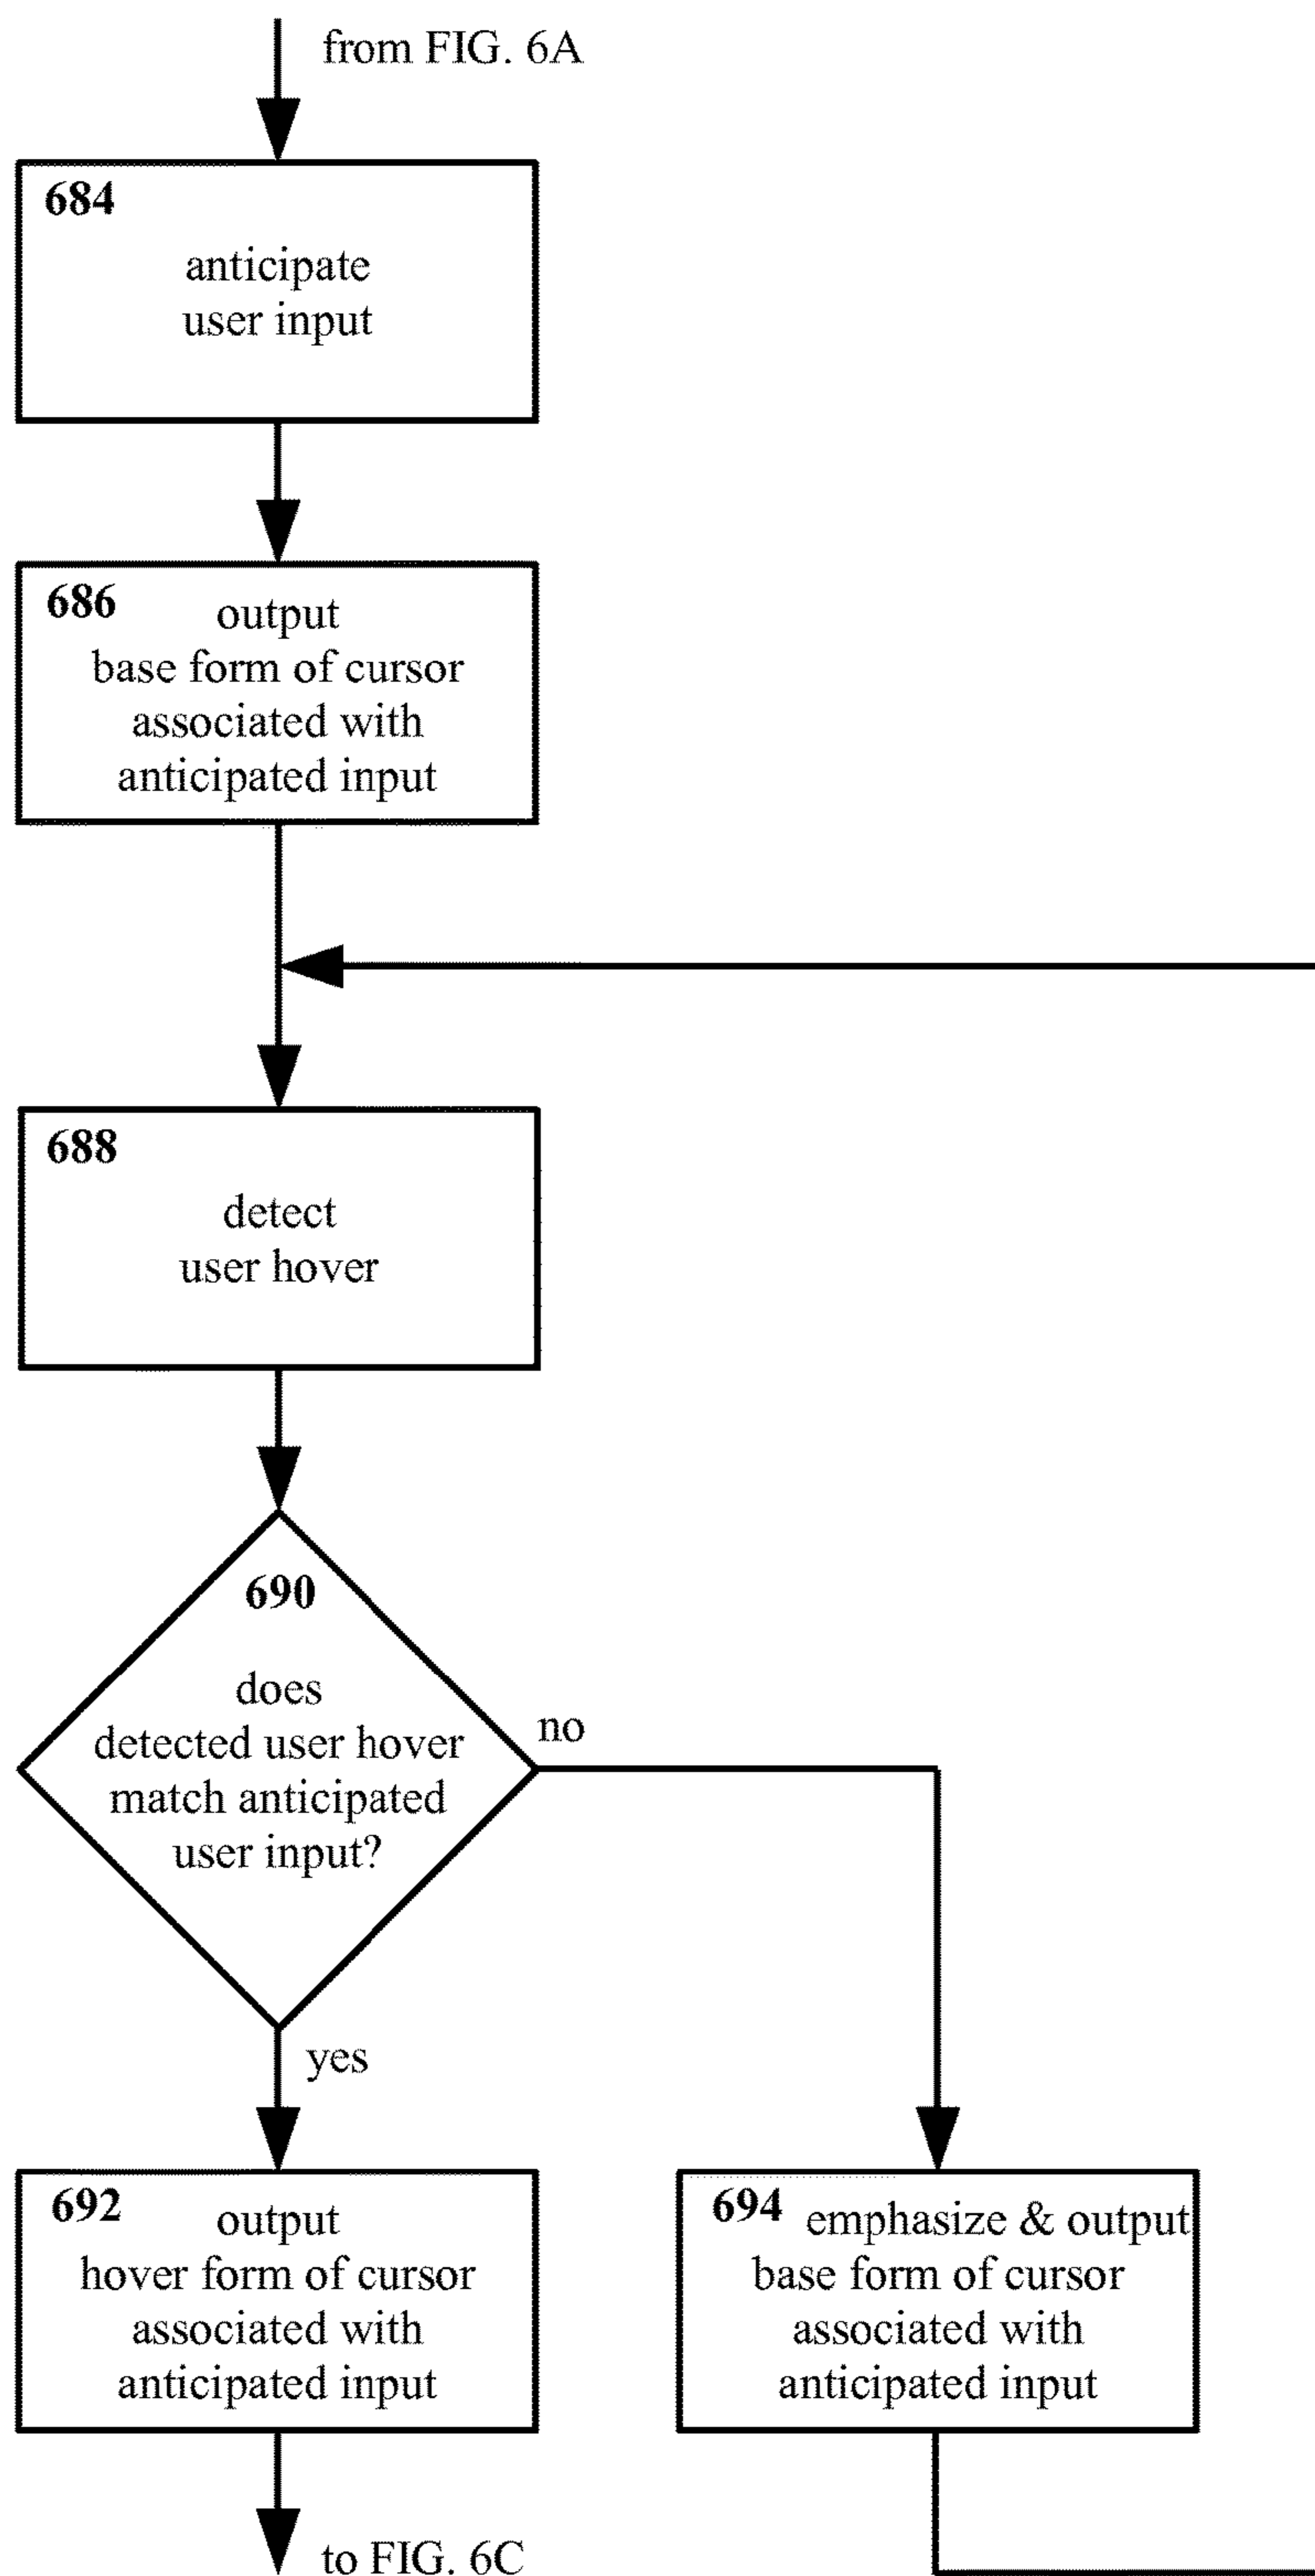 from FIG. 6A
684
anticipate
user input
686 output
base form of cursor
associated with
anticipated input
688
detect
user hover
690
does
detected user hover
match anticipated
user input?
no
yes
692 output
hover form of cursor
associated with
anticipated input
694 emphasize & output
base form of cursor
associated with
anticipated input
to FIG. 6C